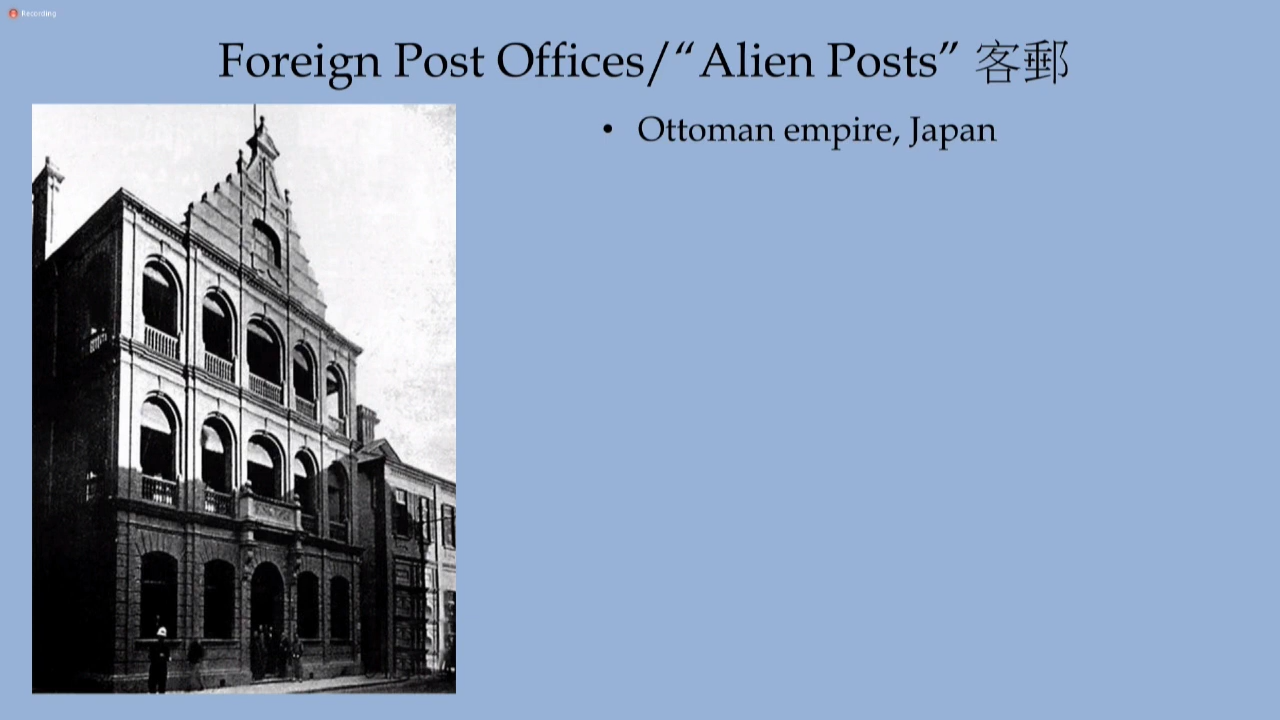 Recording
Foreign Post Offices/“Alien Posts” 客郵
• Ottoman empire, Japan